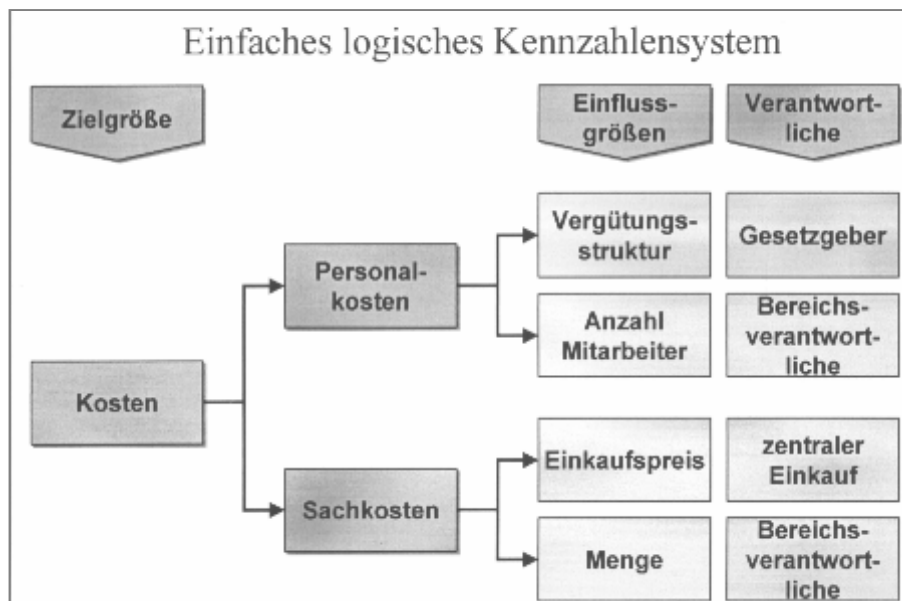 Einfaches logisches Kennzahlensystem
Zielgröße
Einfluss-
größen
Verantwort-
liche
Kosten
Personal-
kosten
Vergütungs-
struktur
Gesetzgeber
Anzahl
Mitarbeiter
Bereichs-
verantwort-
liche
Sachkosten
Einkaufspreis
zentraler
Einkauf
Menge
Bereichs-
verantwort-
liche